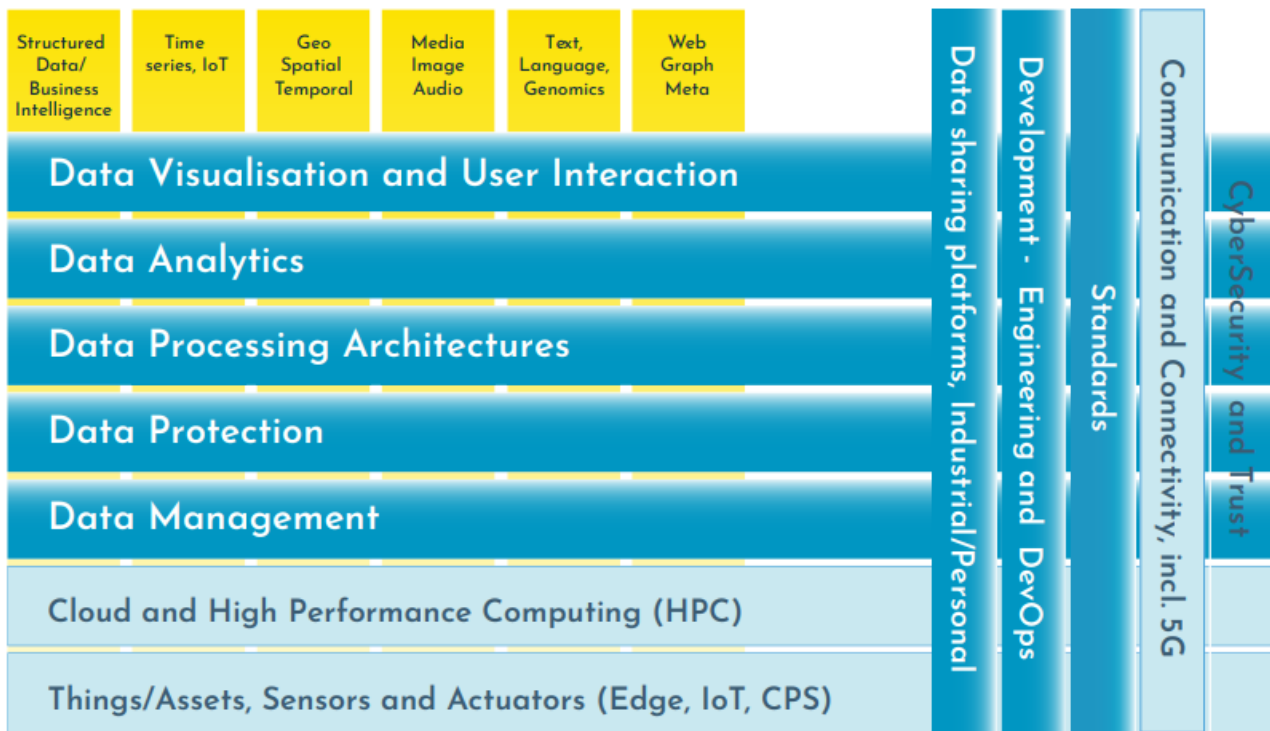 Structured
Data/
Business
Intelligence
Time
series, IoT
Geo
Spatial
Temporal
Media
Image
Audio
Text,
Language,
Genomics
Web
Graph
Meta
Data Visualisation and User Interaction
Data Analytics
Data Processing Architectures
Data Protection
Data Management
Cloud and High Performance Computing (HPC)
Things/Assets, Sensors and Actuators (Edge, IoT, CPS)
Data sharing platforms, Industrial/Personal
Development - Engineering and DevOps
Standards
Communication and Connectivity, incl. 5G
CyberSecurity and Trust